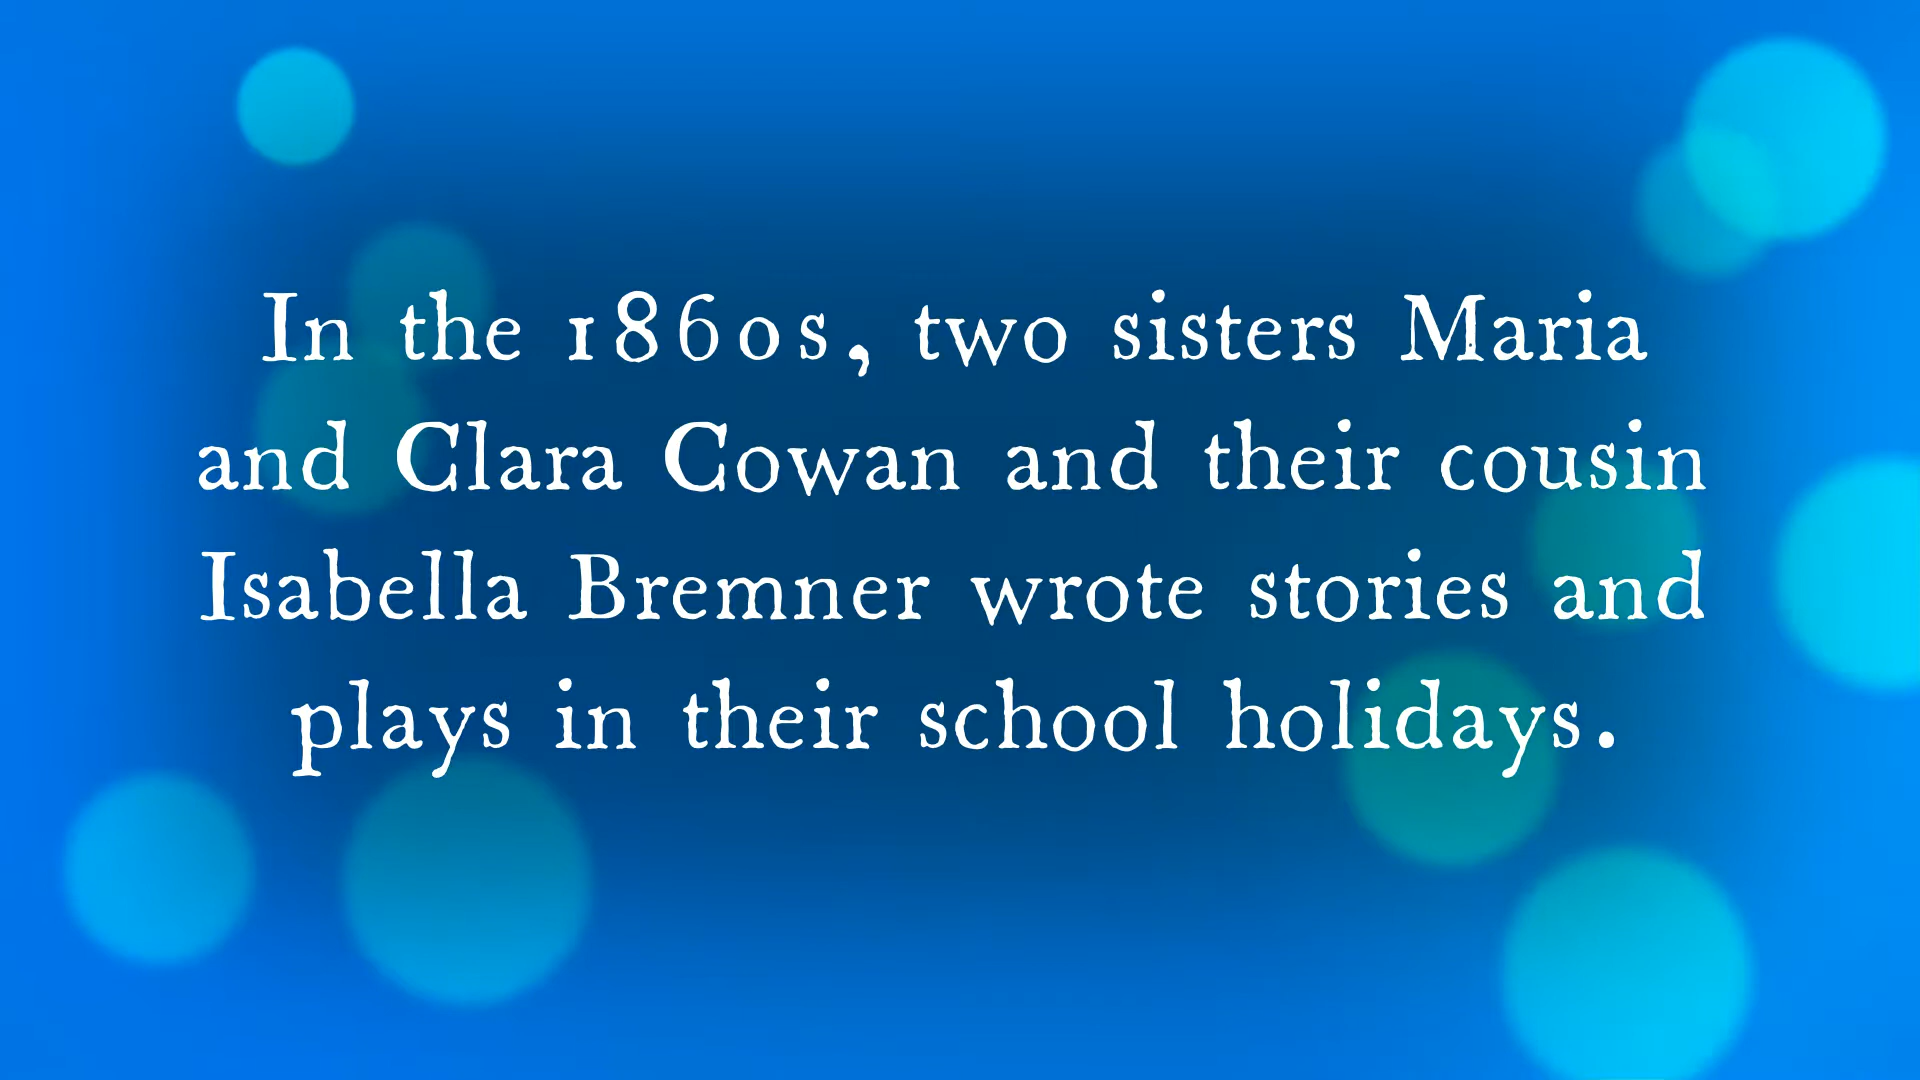 In the 1860s, two sisters Maria
and Clara Cowan and their cousin
Isabella Bremner wrote stories and
plays in their school holidays.